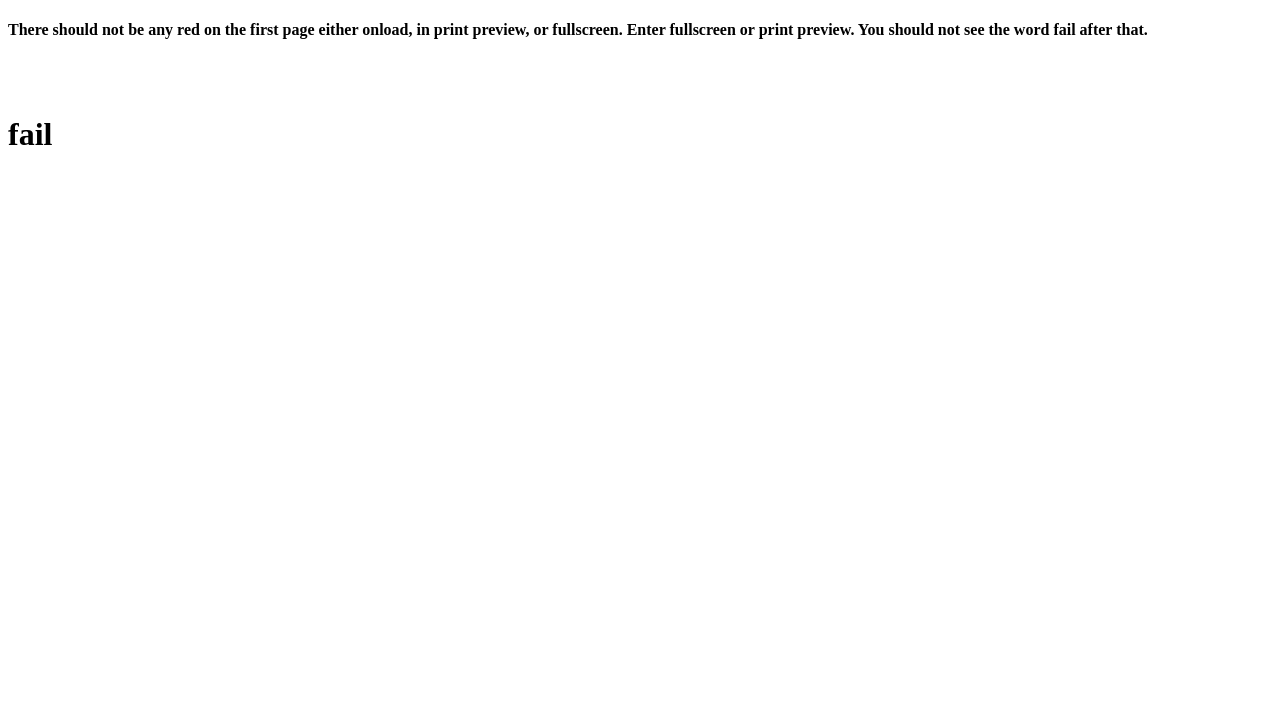 There should not be any red on the first page either onload, in print preview, or fullscreen. Enter fullscreen or print preview. You should not see the word fail after that.
fail